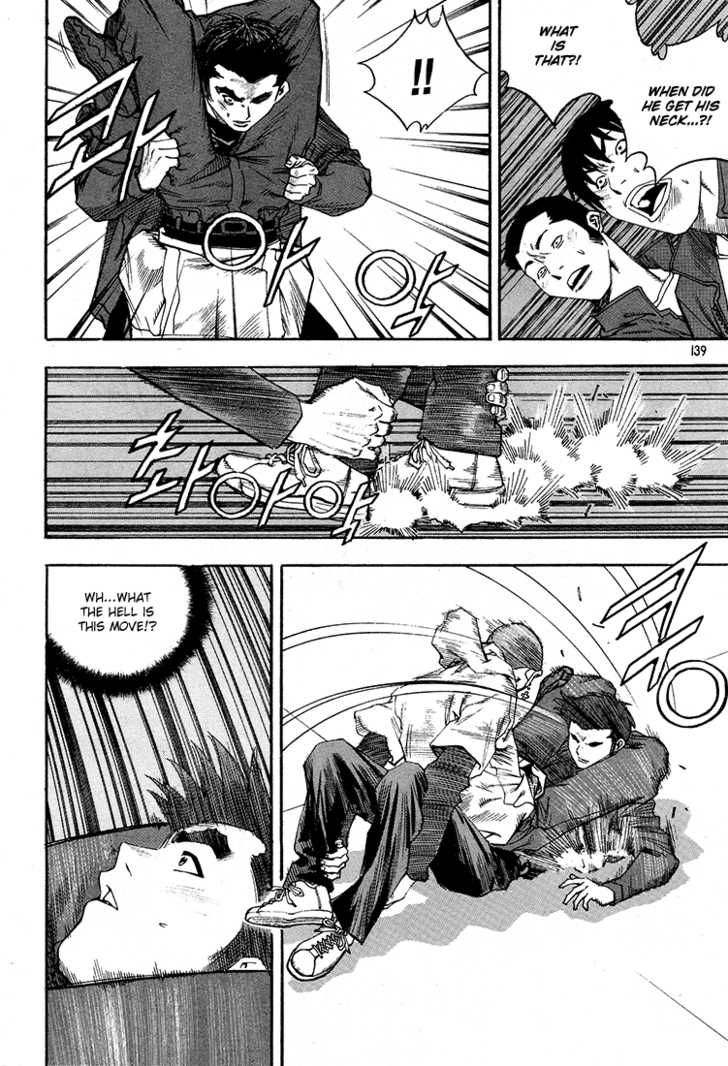 !!
WHAT
IS
THAT?!
WHEN DID
HE GET HIS
NECK...?!
139
WH...WHAT
THE HELL IS
THIS MOVE!?